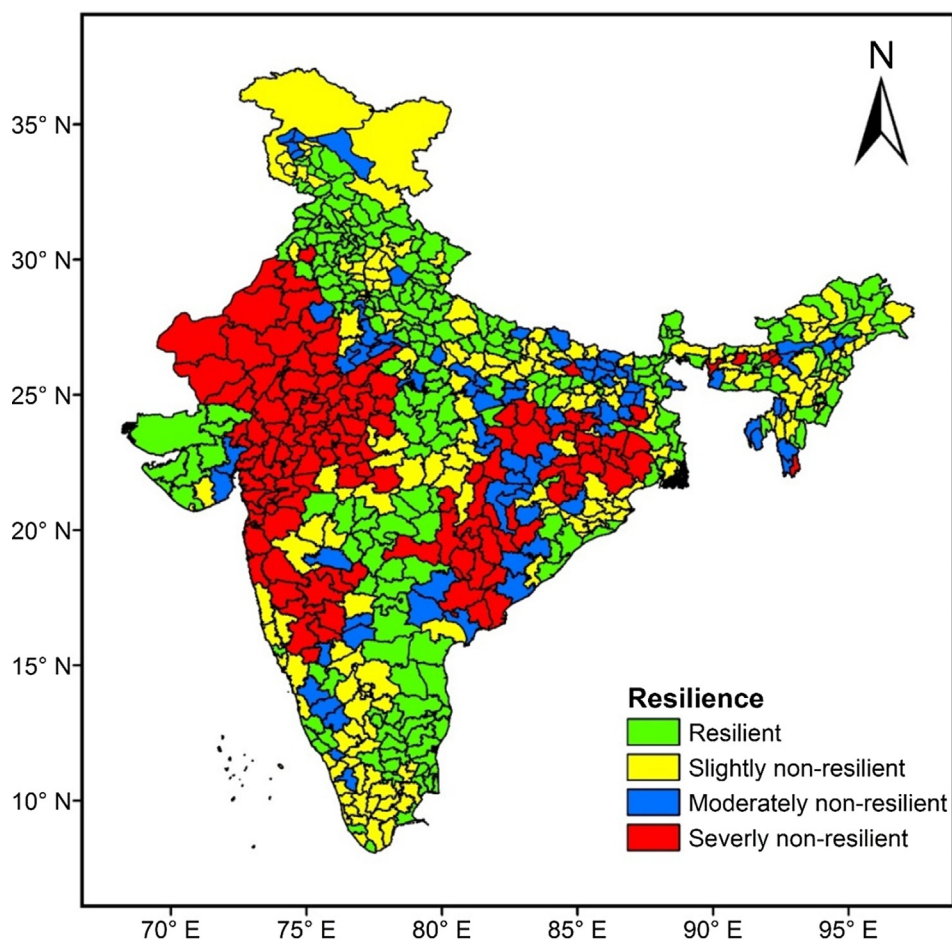 N
35° N
30° N
25° N
20° N
15° N
10° N
Resilience
Resilient
Slightly non-resilient
Moderately non-resilient
Severly non-resilient
70° E 75° E 80° E 85° E 90° E 95° E